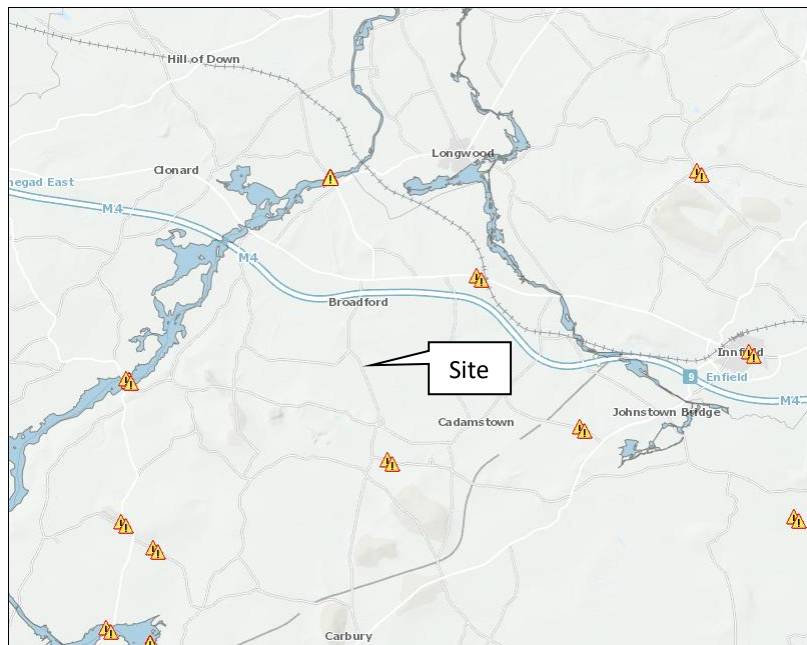 Hill of Down
Longwood
Clonard
negad East
M4
M4
Broadford
Site
Innfield
9
Enfield
M4
Johnstown Bridge
Cadamstown
Carbury